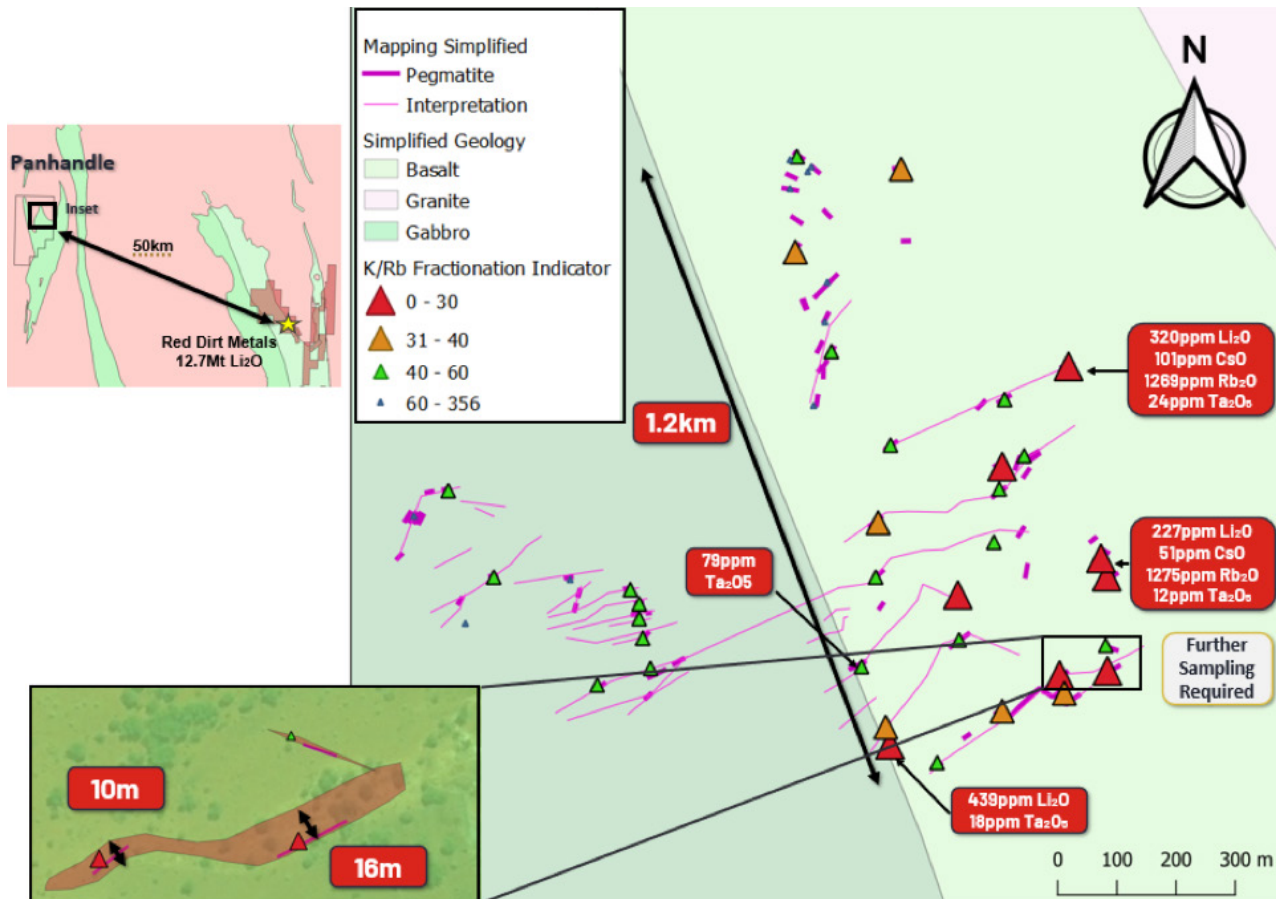 Panhandle
Inset
50km
Red Dirt Metals
12.7Mt Li₂O
Mapping Simplified
Pegmatite
Interpretation
Simplified Geology
Basalt
Granite
Gabbro
K/Rb Fractionation Indicator
0 - 30
31 - 40
40 - 60
60 - 356
N
1.2km
320ppm Li₂O
101ppm CsO
1269ppm Rb₂O
24ppm Ta₂O₅
227ppm Li₂O
51ppm CsO
1275ppm Rb₂O
12ppm Ta₂O₅
79ppm
Ta₂O5
Further
Sampling
Required
439ppm Li₂O
18ppm Ta₂O₅
10m
16m
0 100 200 300 m